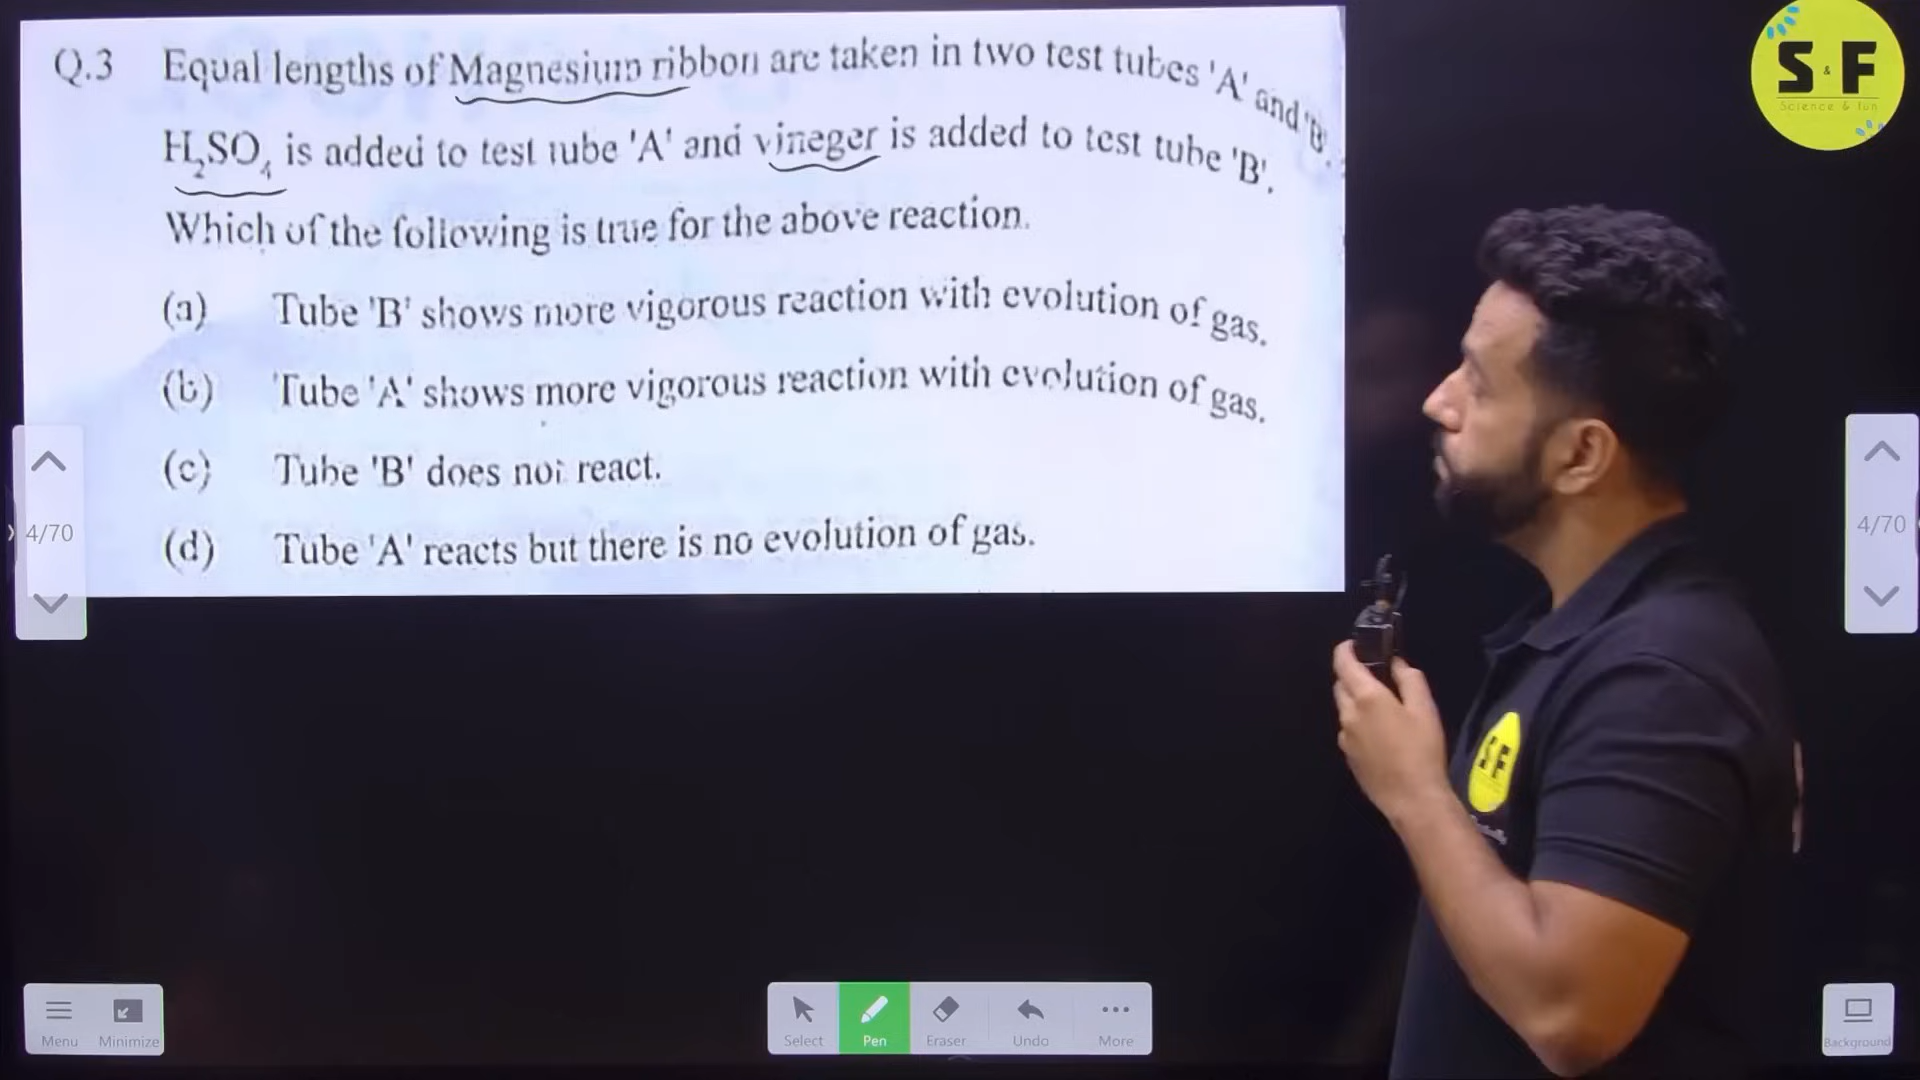 Q.3 Equal lengths of Magnesium ribbon are taken in two test tubes 'A' and 'B'.
H₂SO₄ is added to test tube 'A' and vineger is added to test tube 'B'.
Which of the following is true for the above reaction.
(a) Tube 'B' shows more vigorous reaction with evolution of gas.
(b) Tube 'A' shows more vigorous reaction with evolution of gas.
(c) Tube 'B' does not react.
(d) Tube 'A' reacts but there is no evolution of gas.
S & F
Science & fun
4/70
4/70
SF
Menu Minimize
Select Pen Eraser Undo More
Background